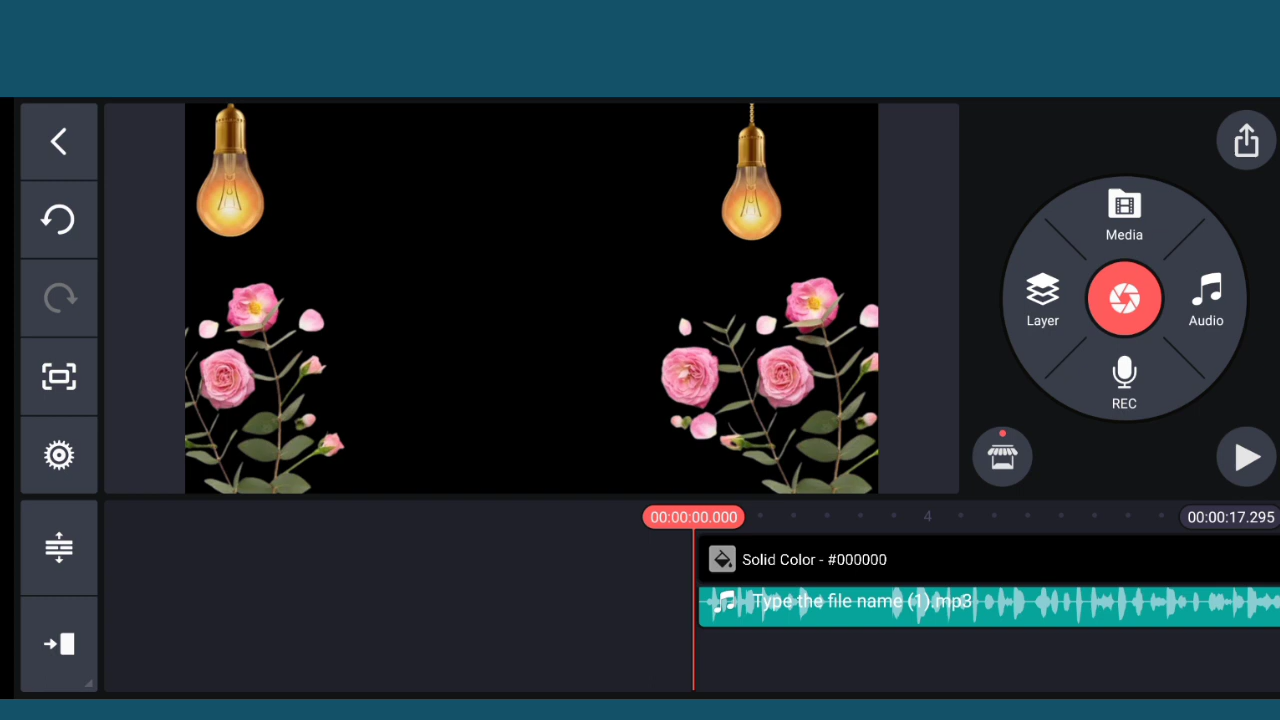 Media
Layer
Audio
REC
00:00:00.000
4
00:00:17.295
Solid Color - #000000
Type the file name (1).mp3